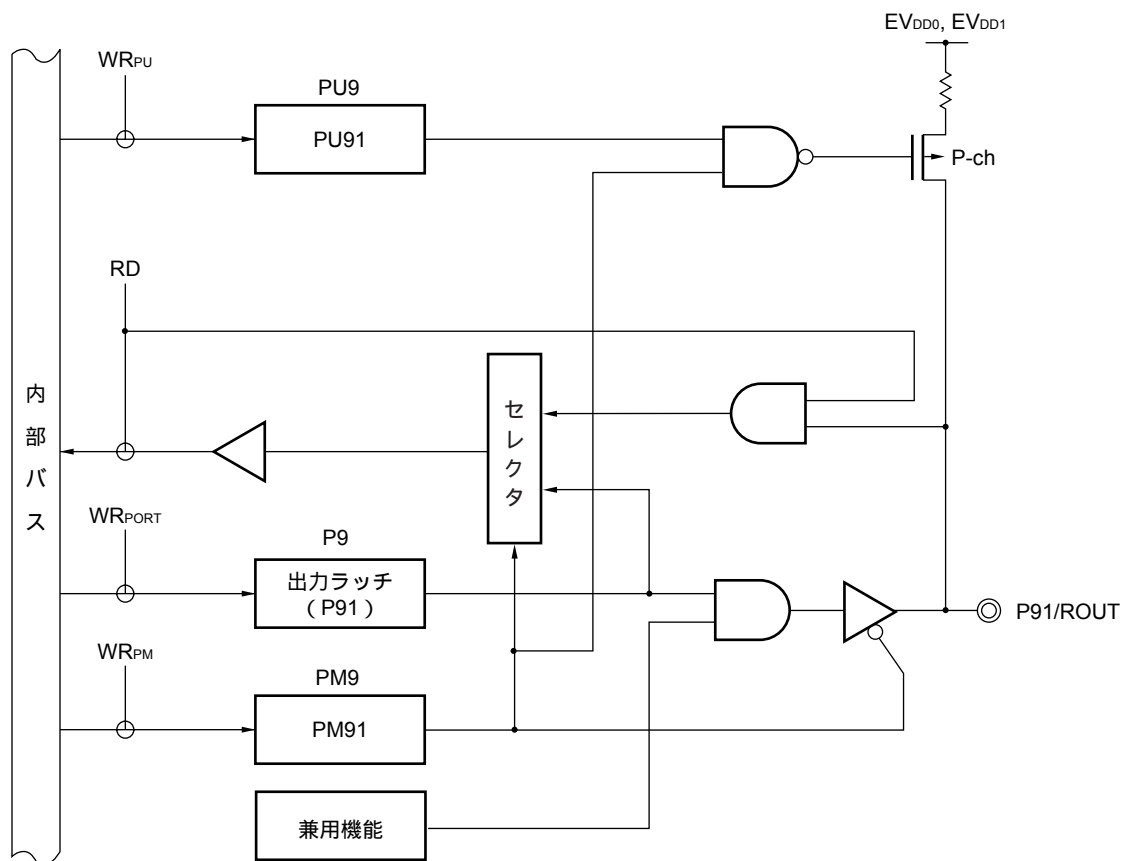 EVDD0, EVDD1
WRPU
PU9
PU91
P-ch
RD
セレクタ
内部バス
WRPORT
P9
出力ラッチ
（P91）
P91/ROUT
WRPM
PM9
PM91
兼用機能